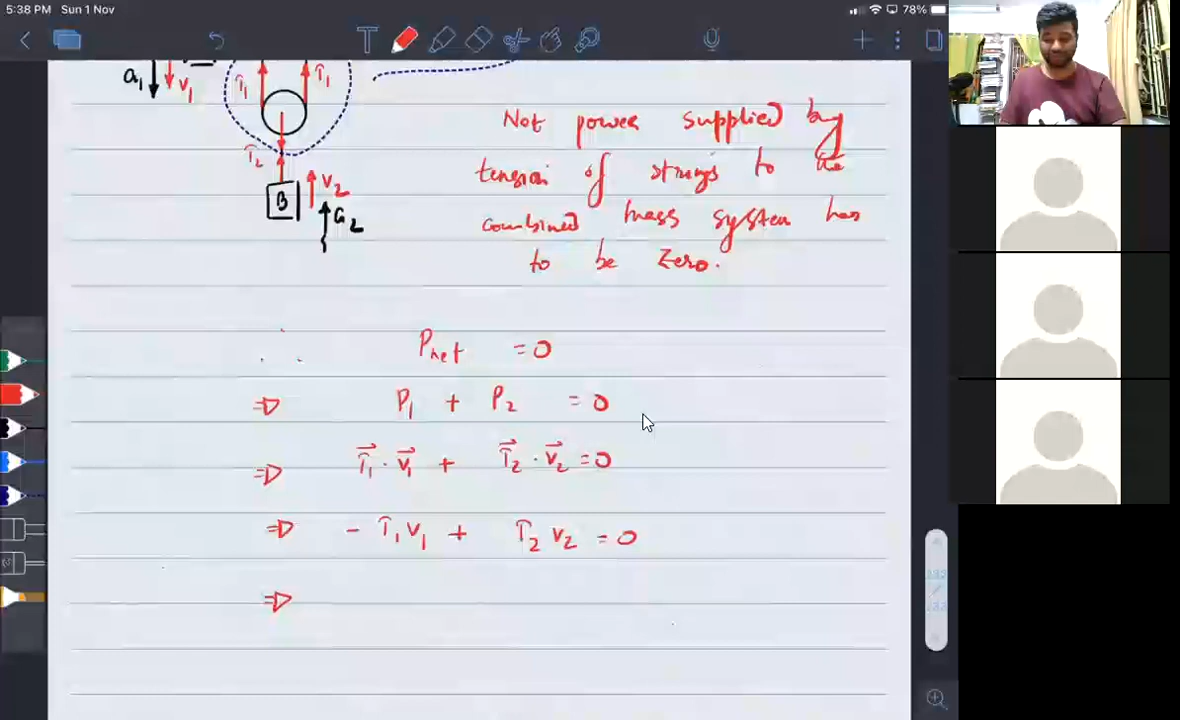 5:38 PM Sun 1 Nov 78%
a1 v1 T1 T1
T2
B v2
a2
Not power supplied by
tension of strings to the
combined mass system has
to be zero.
Pnet = 0
⇒ P1 + P2 = 0
⇒ T⃗1 · v⃗1 + T⃗2 · v⃗2 = 0
⇒ - T1 v1 + T2 v2 = 0
⇒